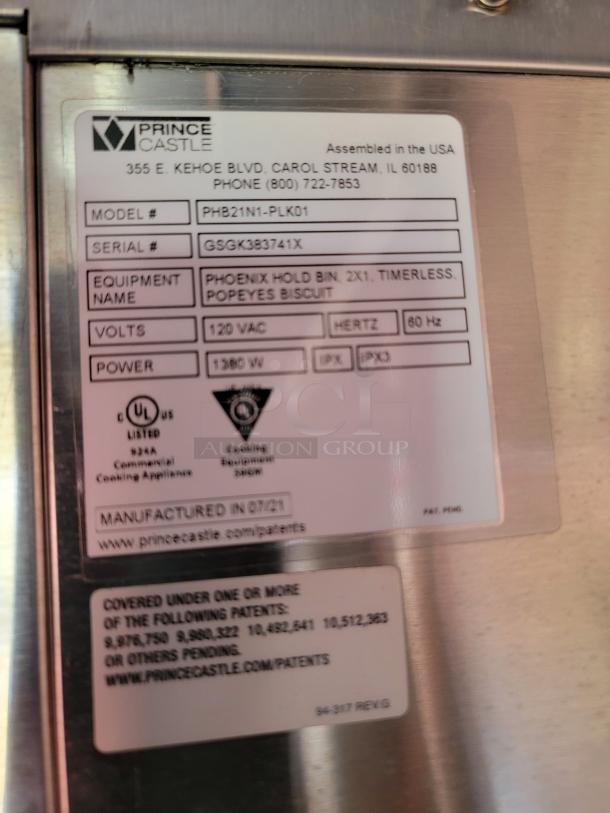 PRINCE
CASTLE
Assembled in the USA
355 E. KEHOE BLVD, CAROL STREAM, IL 60188
PHONE (800) 722-7853
MODEL # PHB21N1-PLK01
SERIAL # GSGK383741X
EQUIPMENT NAME PHOENIX HOLD BIN, 2X1, TIMERLESS,
POPEYES BISCUIT
VOLTS 120 VAC HERTZ 60 Hz
POWER 1380 W IPX IPX3
C UL US
LISTED
924A
Commercial
Cooking Appliance
Cooking
Equipment
AUCTION GROUP
MANUFACTURED IN 07/21
PAT. PEND.
www.princecastle.com/patents
COVERED UNDER ONE OR MORE
OF THE FOLLOWING PATENTS:
9,976,750 9,980,322 10,492,641 10,512,363
OR OTHERS PENDING.
WWW.PRINCECASTLE.COM/PATENTS
94-317 REV.G